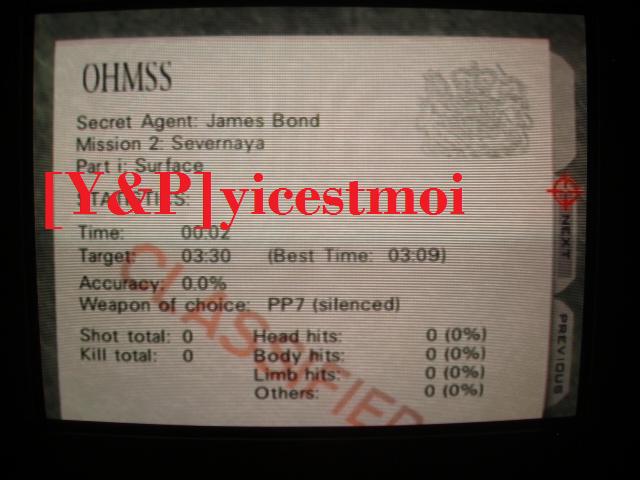 OHMSS
Secret Agent: James Bond
Mission 2: Severnaya
Part i: Surface
[Y&P]yicestmoi
STATISTICS:
Time: 00:02
Target: 03:30 (Best Time: 03:09)
Accuracy: 0.0%
Weapon of choice: PP7 (silenced)
Shot total: 0 Head hits: 0 (0%)
Kill total: 0 Body hits: 0 (0%)
Limb hits: 0 (0%)
Others: 0 (0%)
CLASSIFIED
NEXT
PREVIOUS